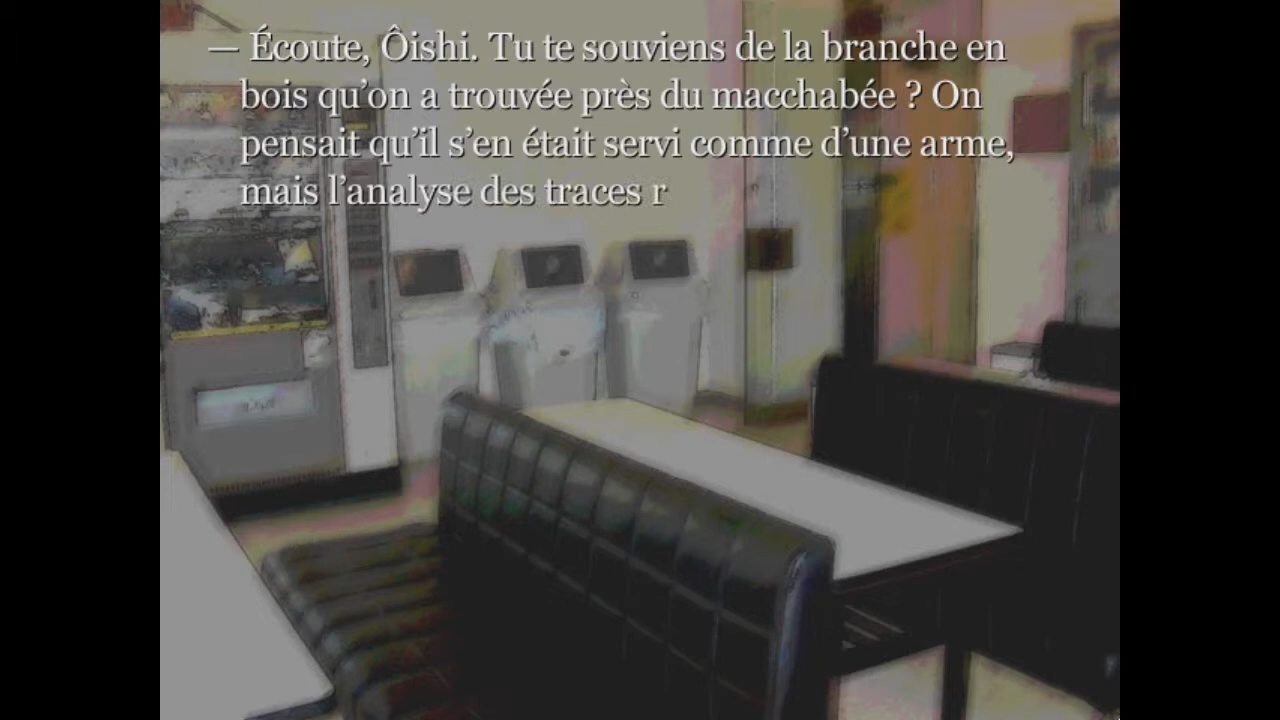 — Écoute, Ôishi. Tu te souviens de la branche en
bois qu’on a trouvée près du macchabée ? On
pensait qu’il s’en était servi comme d’une arme,
mais l’analyse des traces r